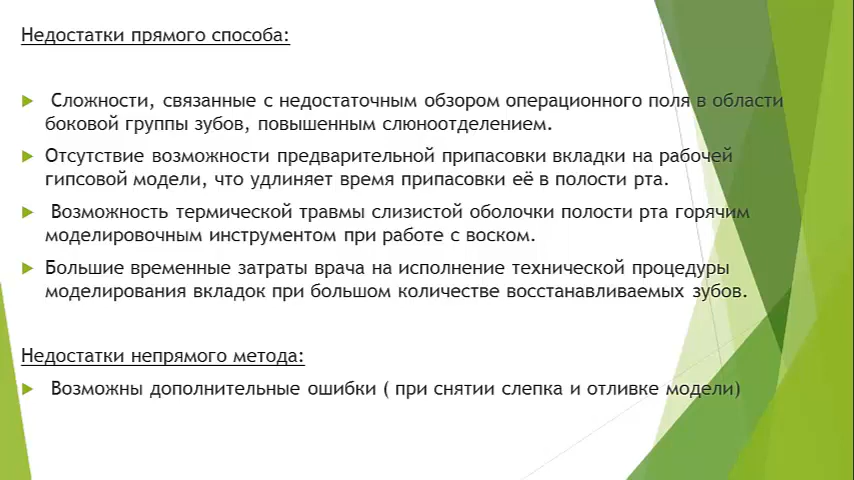 Недостатки прямого способа:
Сложности, связанные с недостаточным обзором операционного поля в области
боковой группы зубов, повышенным слюноотделением.
Отсутствие возможности предварительной припасовки вкладки на рабочей
гипсовой модели, что удлиняет время припасовки её в полости рта.
Возможность термической травмы слизистой оболочки полости рта горячим
моделировочным инструментом при работе с воском.
Большие временные затраты врача на исполнение технической процедуры
моделирования вкладок при большом количестве восстанавливаемых зубов.
Недостатки непрямого метода:
Возможны дополнительные ошибки ( при снятии слепка и отливке модели)